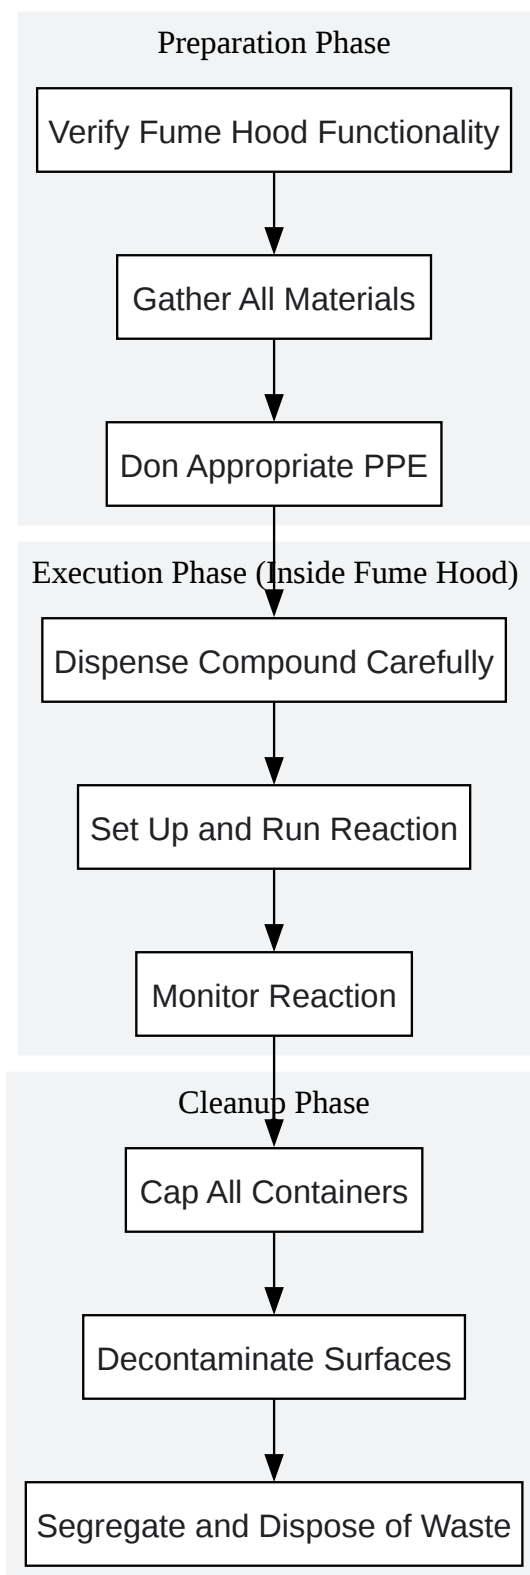 Preparation Phase
Verify Fume Hood Functionality
Gather All Materials
Don Appropriate PPE
Execution Phase (Inside Fume Hood)
Dispense Compound Carefully
Set Up and Run Reaction
Monitor Reaction
Cleanup Phase
Cap All Containers
Decontaminate Surfaces
Segregate and Dispose of Waste